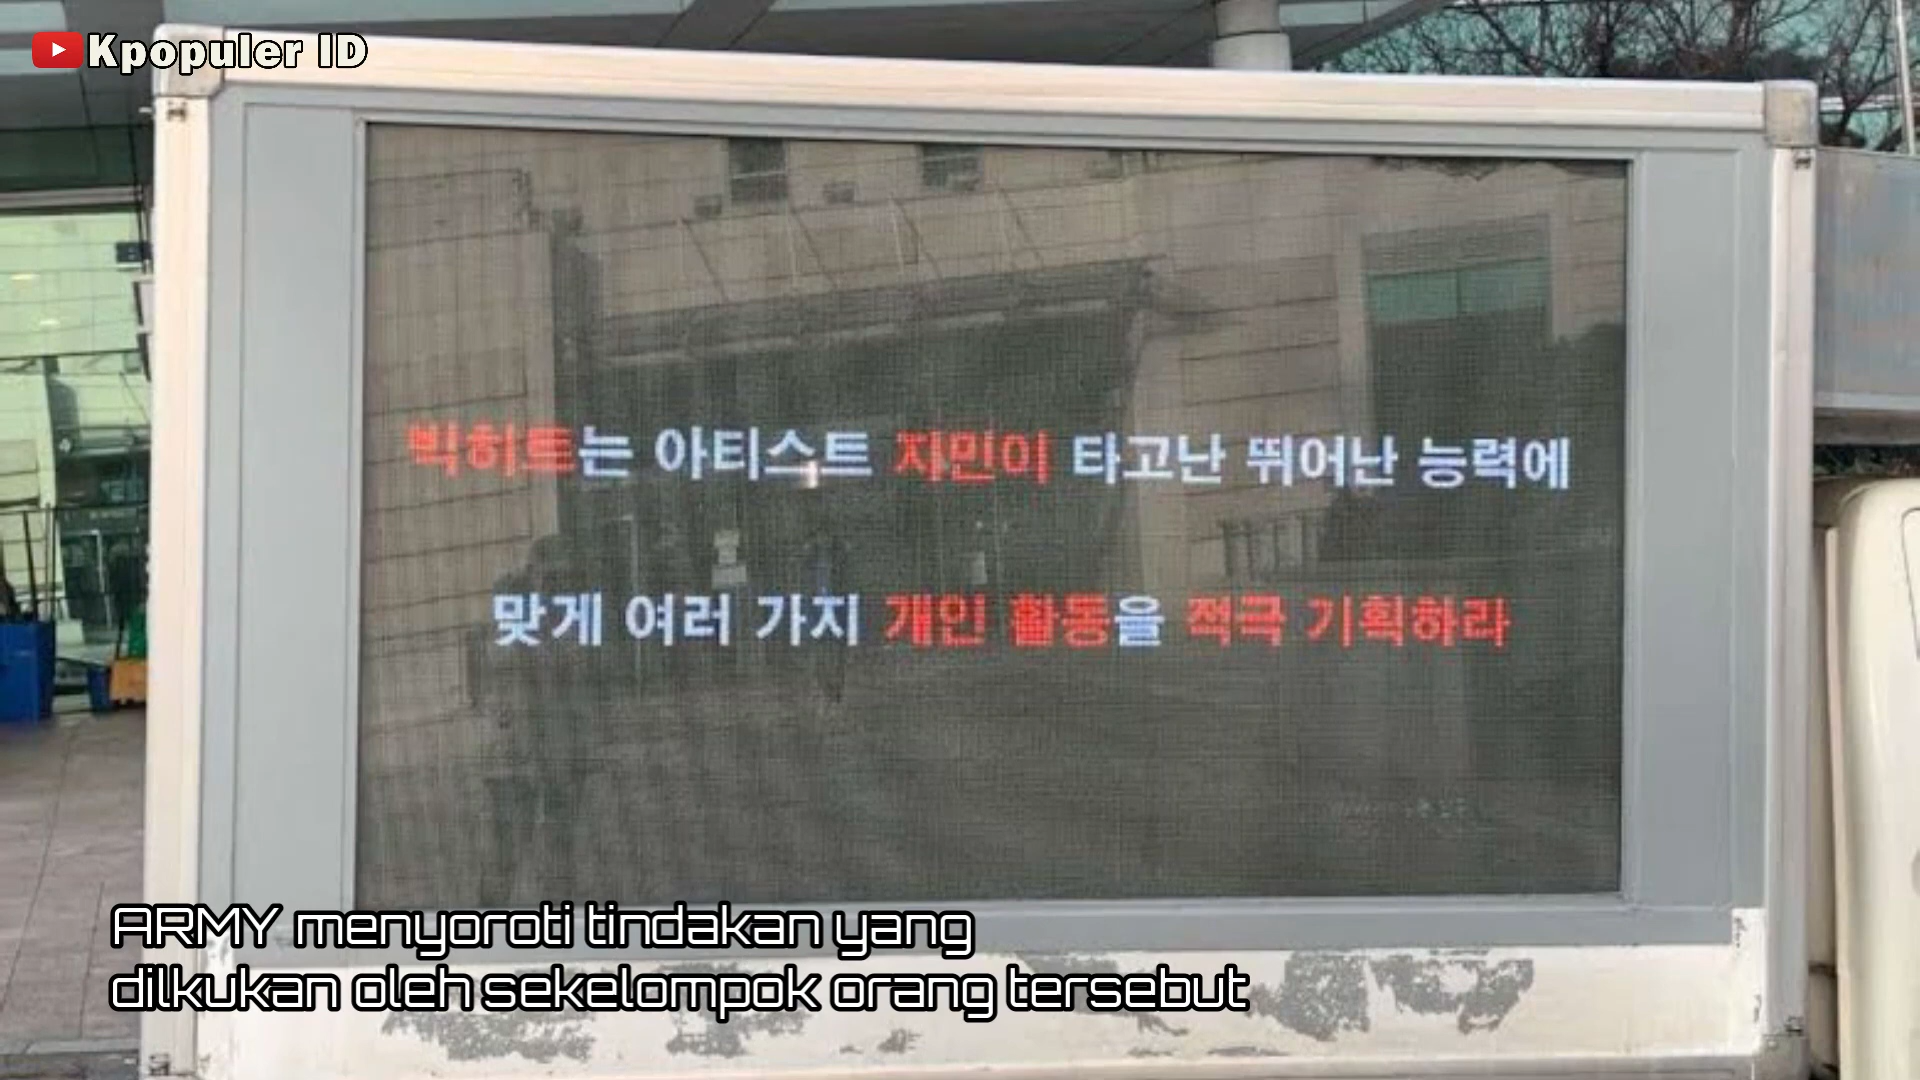 Kpopuler ID
빅히트는 아티스트 지민이 타고난 뛰어난 능력에
맞게 여러 가지 개인 활동을 적극 기획하라
ARMY menyoroti tindakan yang
dilkukan oleh sekelompok orang tersebut